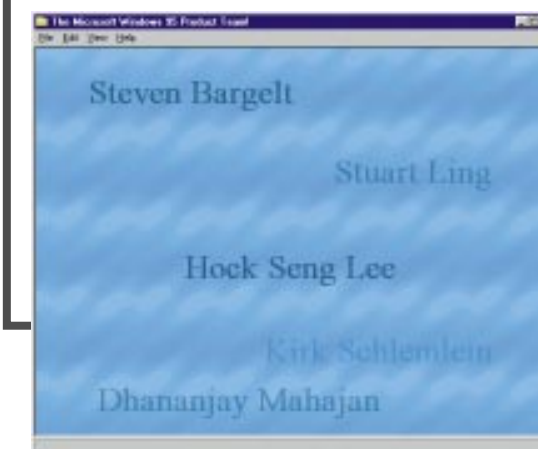 The Microsoft Windows 95 Product Team!
File Edit View Help
Steven Bargelt
Stuart Ling
Hock Seng Lee
Kirk Schlemlein
Dhananjay Mahajan